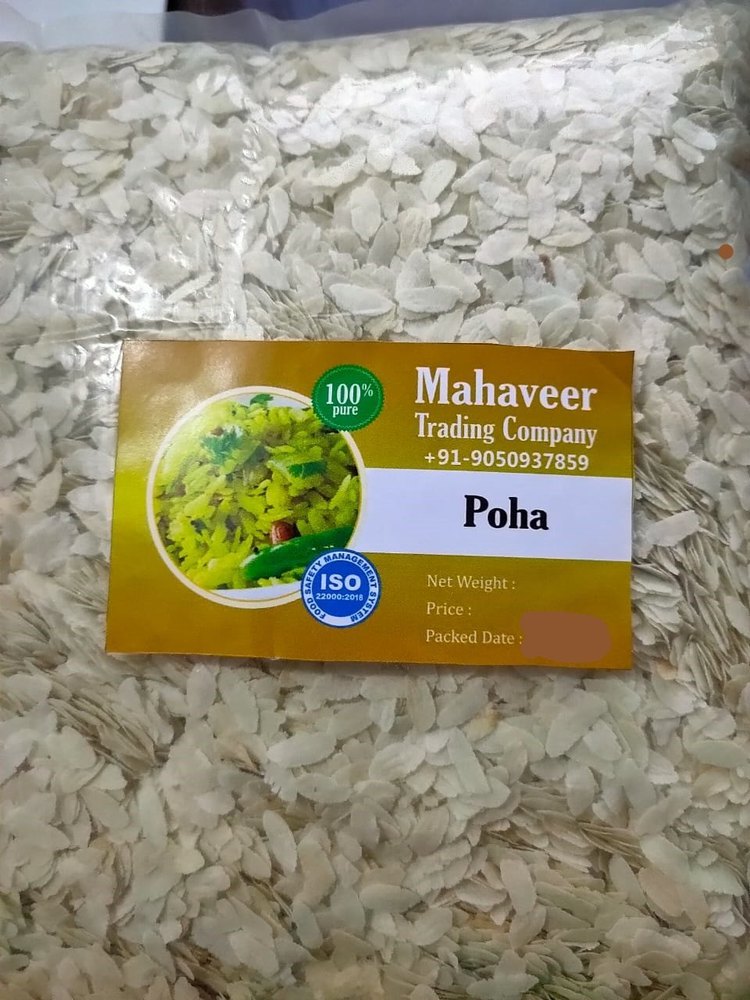 100%
pure
Mahaveer
Trading Company
+91-9050937859
Poha
FOOD SAFETY MANAGEMENT SYSTEM
ISO
22000:2018
Net Weight :
Price :
Packed Date :